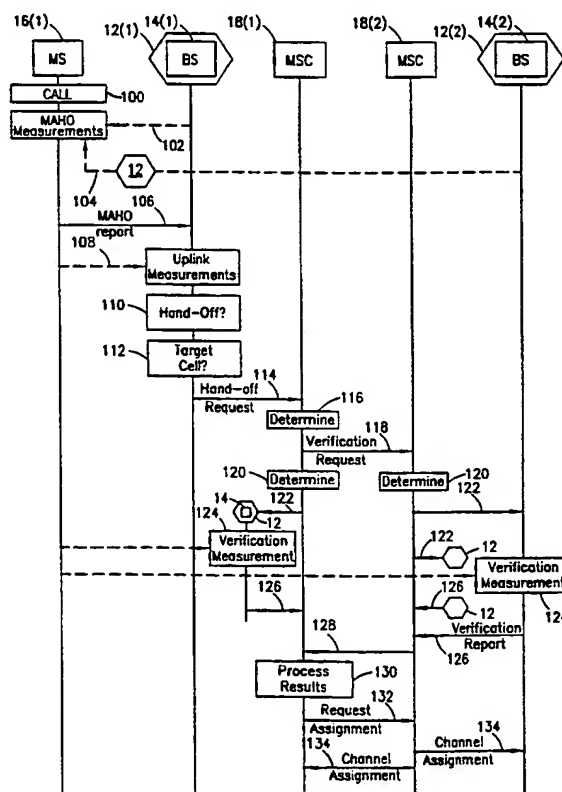 16(1)
12(1)
14(1)
18(1)
18(2)
12(2)
14(2)
MS
BS
MSC
MSC
BS
CALL
100
MAHO
Measurements
102
104
12
MAHO
106
report
108
Uplink
Measurements
110
Hand-Off?
112
Target
Cell?
Hand-off
114
Request
Determine
116
Verification
118
Request
120
Determine
Determine
120
14
122
12
122
124
Verification
Measurement
122
12
Verification
Measurement
126
126
12
124
128
Verification
126
Report
Process
Results
130
Request
132
Assignment
Channel
134
Assignment
134
Channel
Assignment